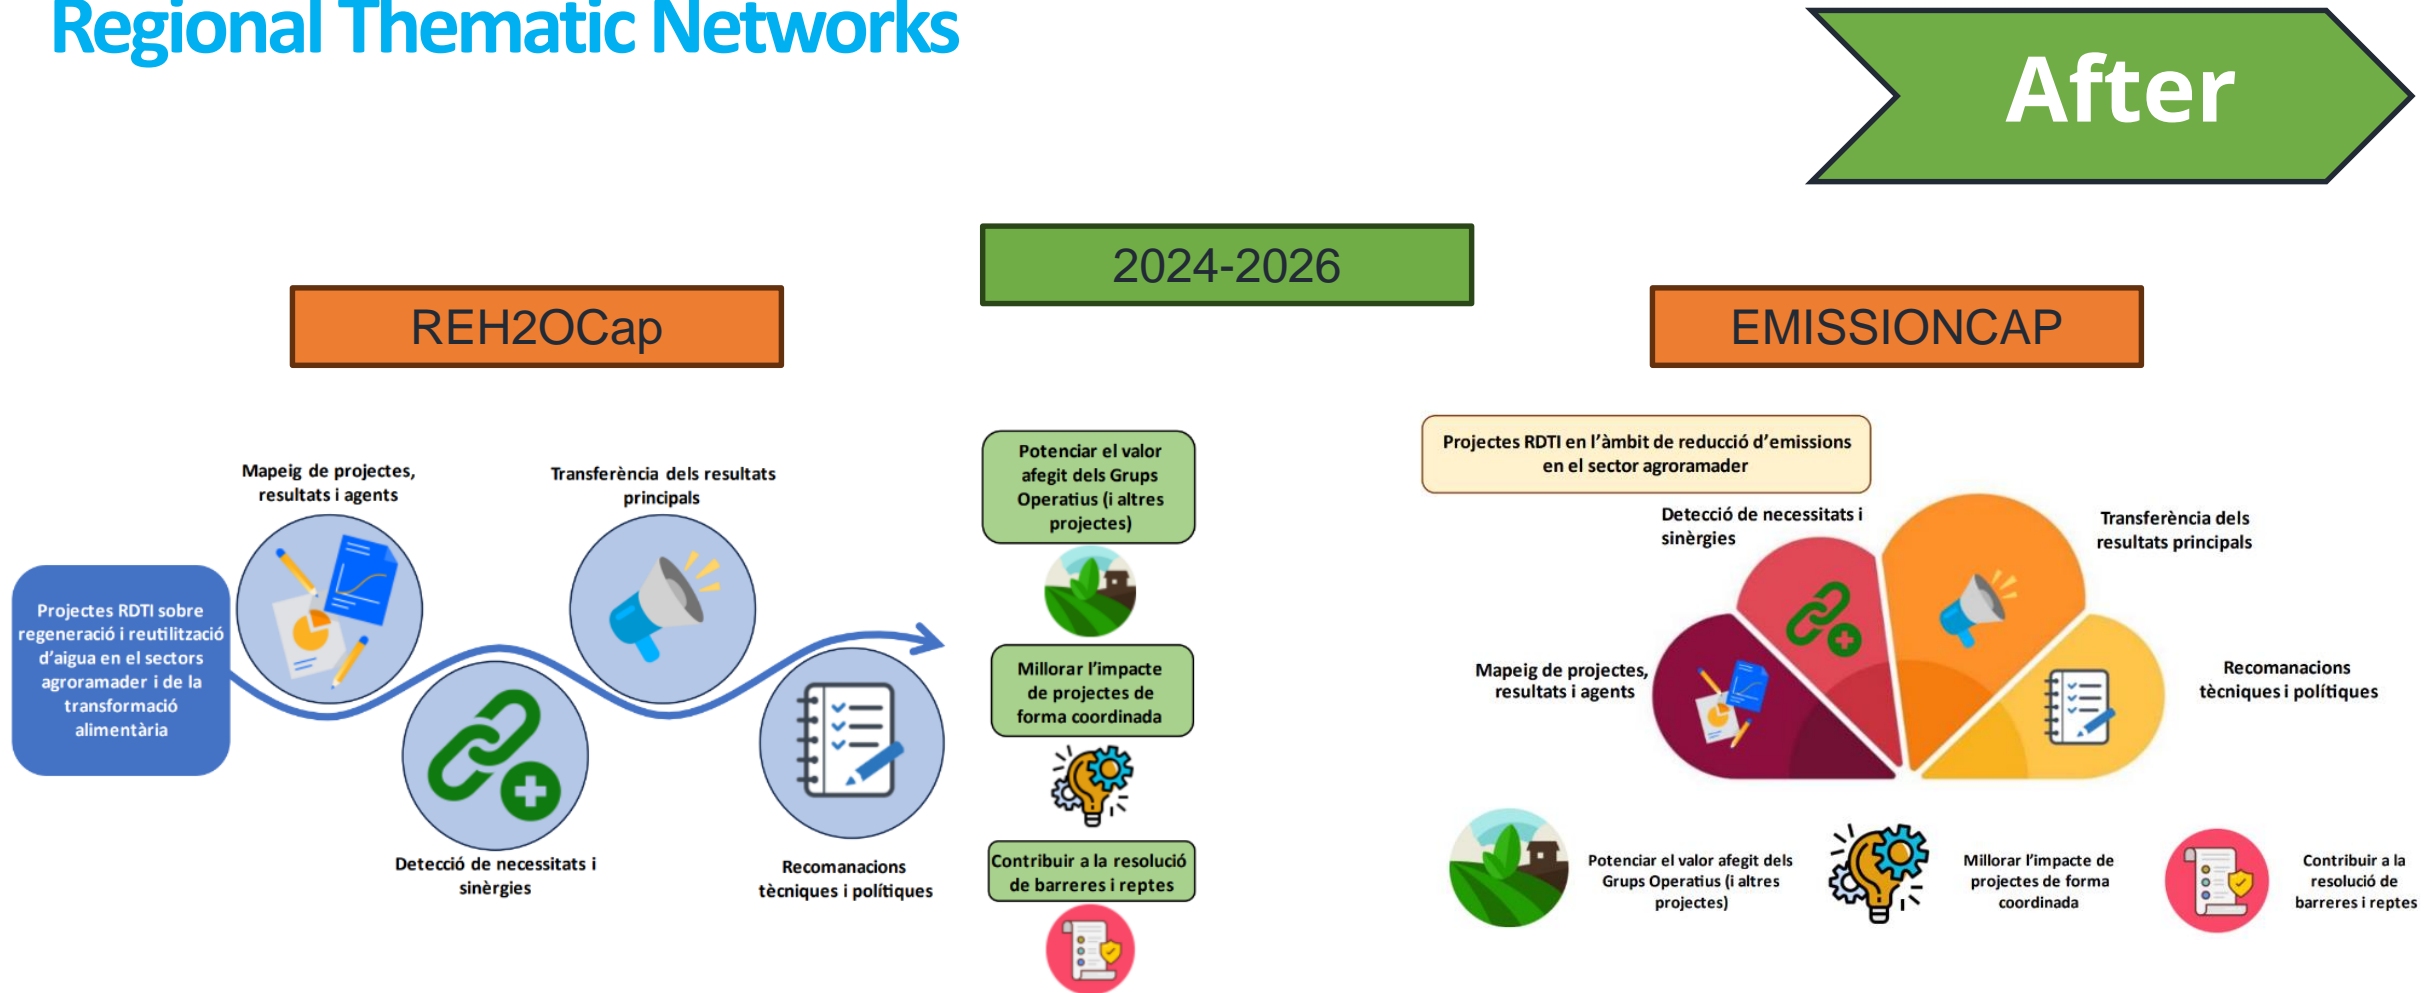 Regional Thematic Networks
After
2024-2026
REH2OCap
EMISSIONCAP
Projectes RDTI sobre
regeneració i reutilització
d'aigua en el sectors
agroramader i de la
transformació
alimentària
Mapeig de projectes,
resultats i agents
Detecció de necessitats i
sinèrgies
Transferència dels resultats
principals
Recomanacions
tècniques i polítiques
Potenciar el valor
afegit dels Grups
Operatius (i altres
projectes)
Millorar l'impacte
de projectes de
forma coordinada
Contribuir a la resolució
de barreres i reptes
Projectes RDTI en l'àmbit de reducció d'emissions
en el sector agroramader
Mapeig de projectes,
resultats i agents
Detecció de necessitats i
sinèrgies
Transferència dels
resultats principals
Recomanacions
tècniques i polítiques
Potenciar el valor afegit dels
Grups Operatius (i altres
projectes)
Millorar l'impacte de
projectes de forma
coordinada
Contribuir a la
resolució de
barreres i reptes